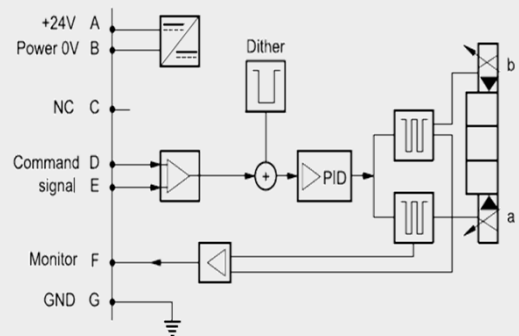 +24V A
Power 0V B
Dither
NC C
b
Command D
signal E
PID
a
Monitor F
GND G